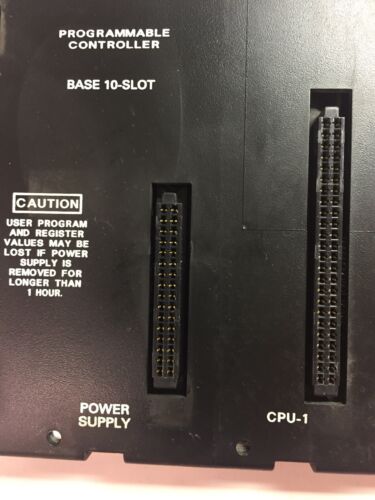 PROGRAMMABLE
CONTROLLER
BASE 10-SLOT
CAUTION
USER PROGRAM
AND REGISTER
VALUES MAY BE
LOST IF POWER
SUPPLY IS
REMOVED FOR
LONGER THAN
1 HOUR.
POWER
SUPPLY
CPU-1